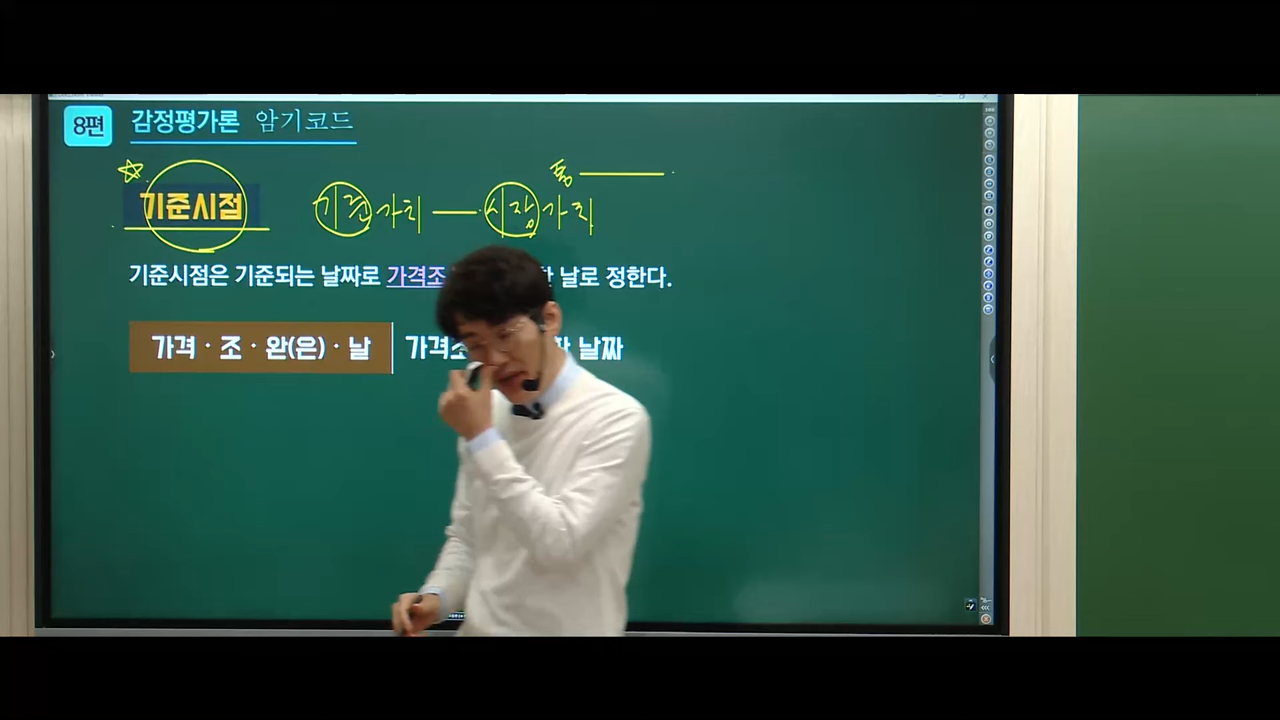 8편 감정평가론 암기코드
통
기준시점 기준가치 — 시장가치
기준시점은 기준되는 날짜로 가격조 날로 정한다.
가격 · 조 · 완(은) · 날 가격조 날짜